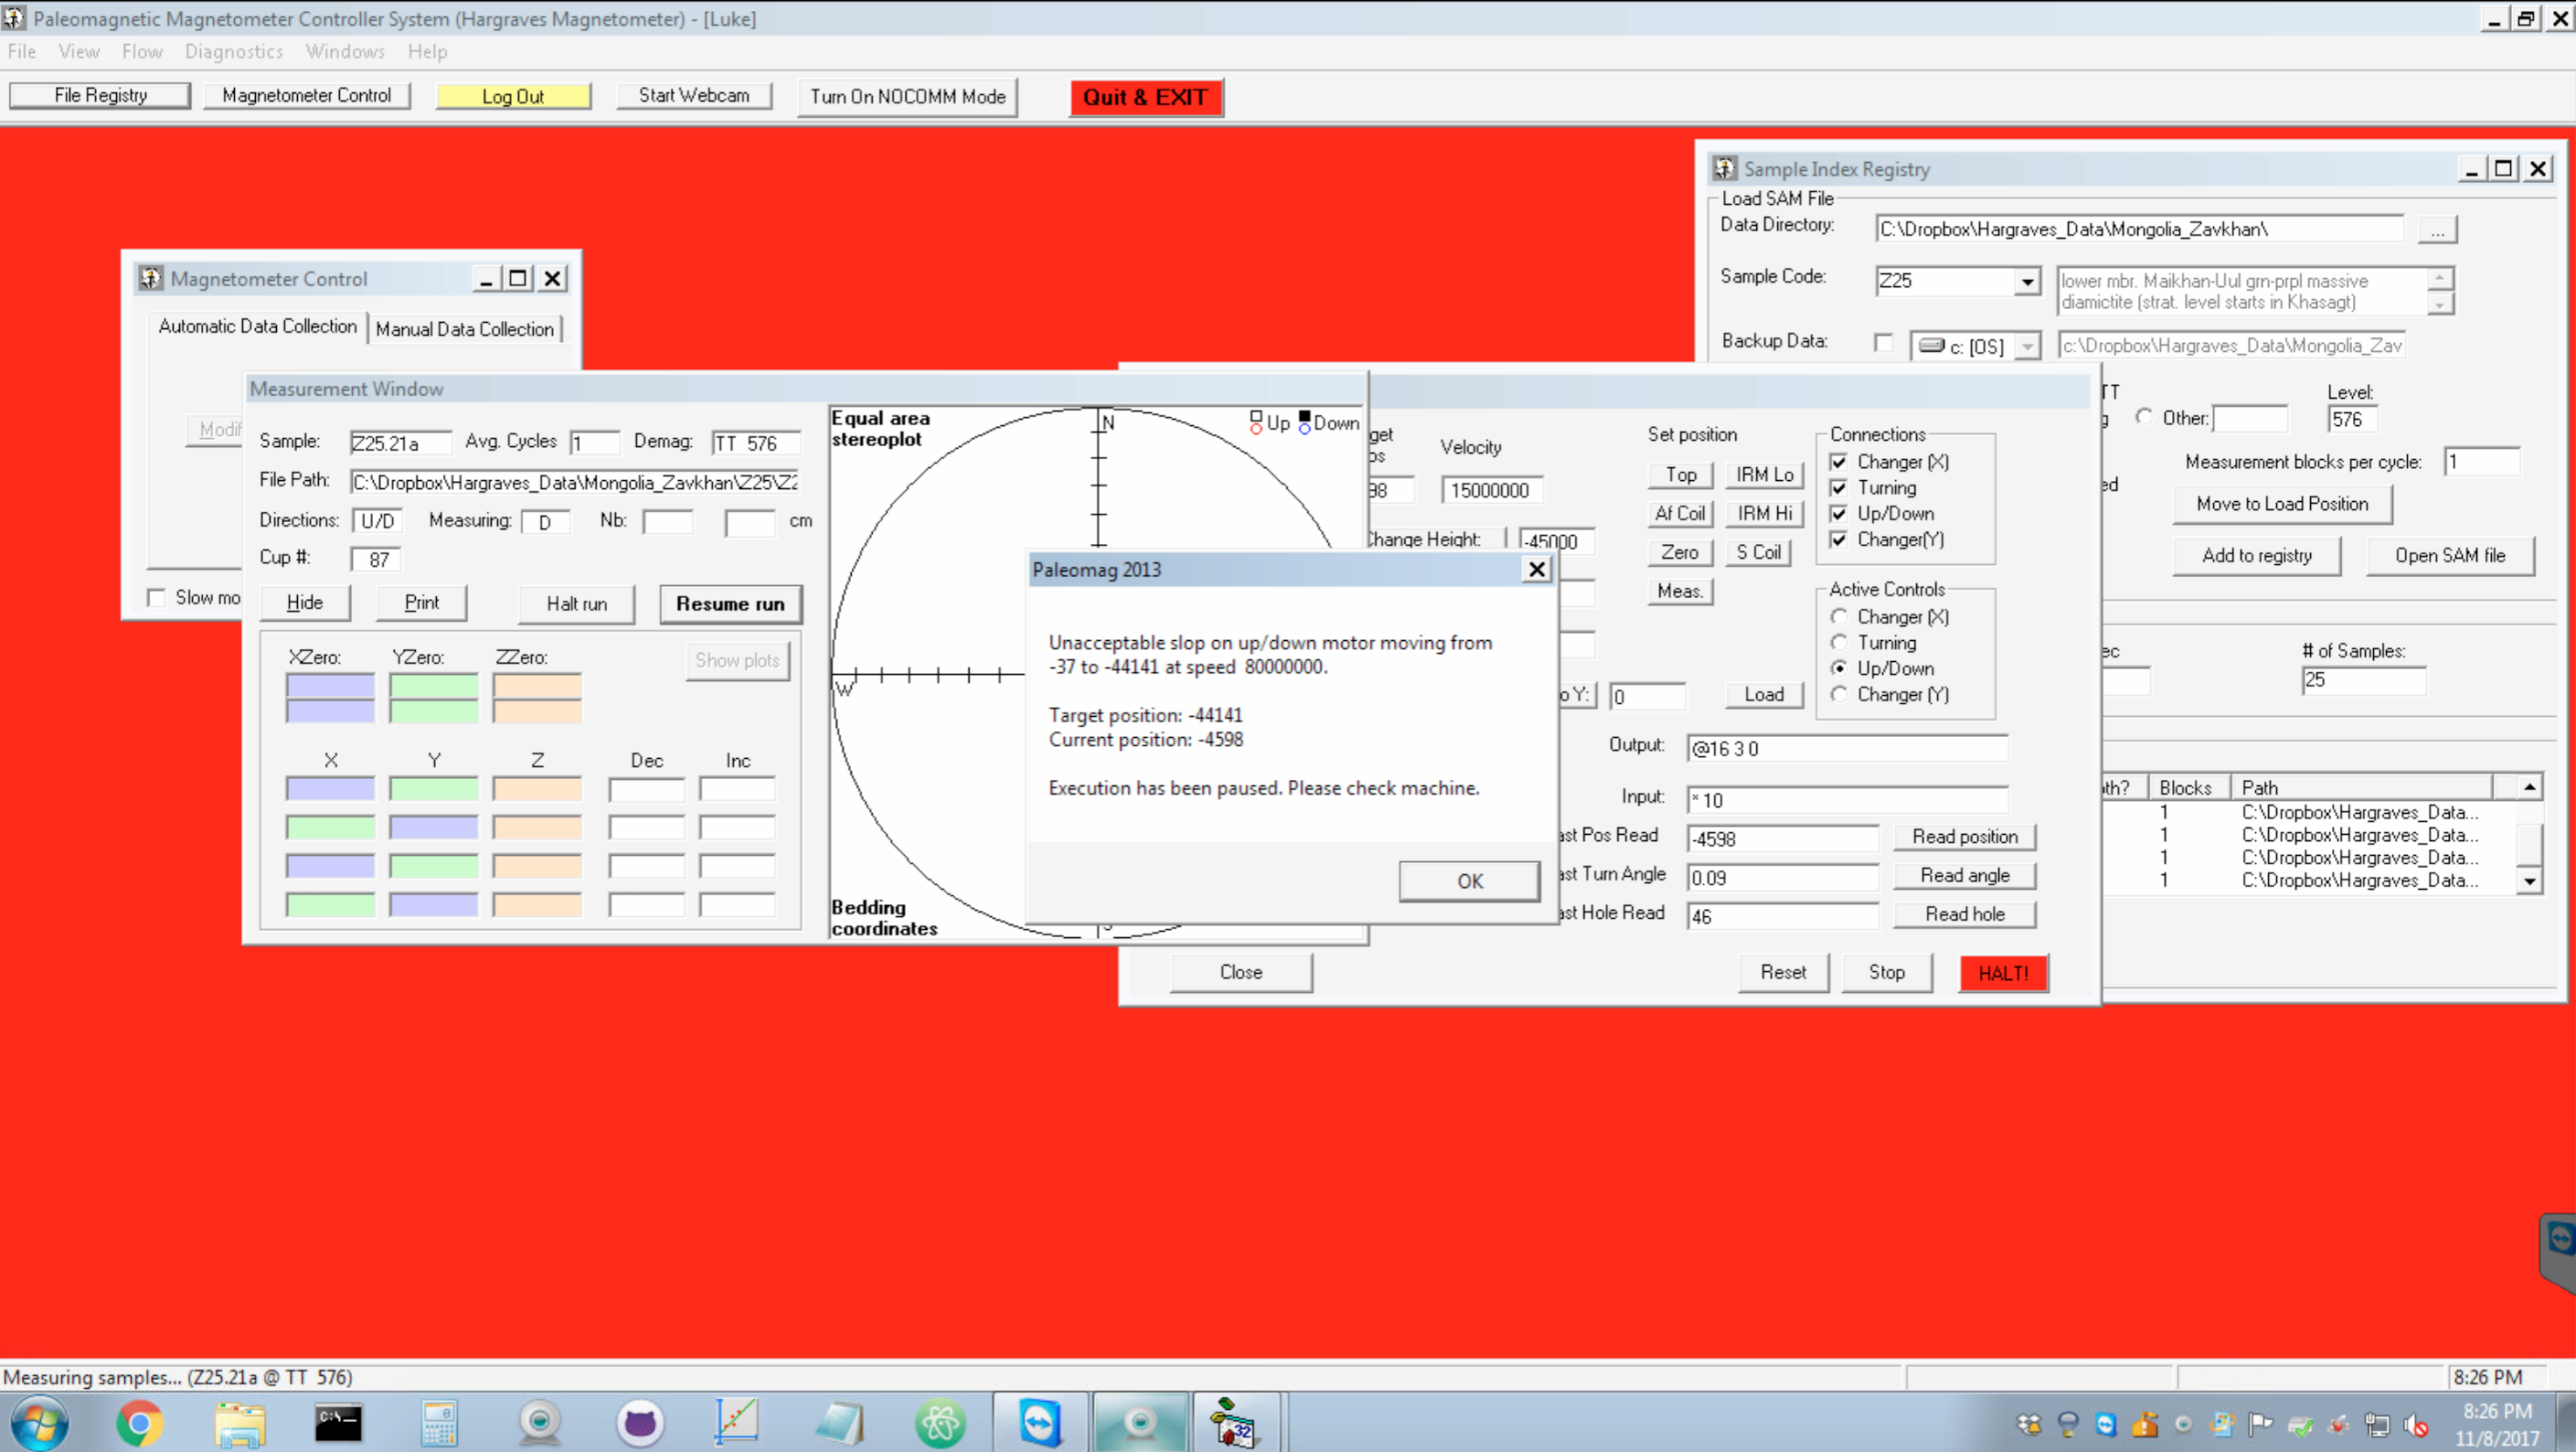 Paleomagnetic Magnetometer Controller System (Hargraves Magnetometer) - [Luke]
File View Flow Diagnostics Windows Help
File Registry Magnetometer Control Log Out Start Webcam Turn On NOCOMM Mode Quit & EXIT
Sample Index Registry
Load SAM File
Data Directory: C:\Dropbox\Hargraves_Data\Mongolia_Zavkhan\ ...
Sample Code: Z25 lower mbr. Maikhan-Uul grn-prpl massive
diamictite (strat. level starts in Khasagt)
Backup Data: c: [OS] c:\Dropbox\Hargraves_Data\Mongolia_Zav
TT Level:
Other: 576
Measurement blocks per cycle: 1
ed Move to Load Position
Add to registry Open SAM file
ec # of Samples:
25
th? Blocks Path
1 C:\Dropbox\Hargraves_Data...
1 C:\Dropbox\Hargraves_Data...
1 C:\Dropbox\Hargraves_Data...
1 C:\Dropbox\Hargraves_Data...
Magnetometer Control
Automatic Data Collection Manual Data Collection
Modif
Slow mo
Measurement Window
Sample: Z25.21a Avg. Cycles 1 Demag: TT 576
File Path: C:\Dropbox\Hargraves_Data\Mongolia_Zavkhan\Z25\Z2
Directions: U/D Measuring: D Nb: cm
Cup #: 87
Hide Print Halt run Resume run
XZero: YZero: ZZero: Show plots
X Y Z Dec Inc
Equal area
stereoplot
N Up Down
W
Bedding
coordinates
get
os Velocity
98 15000000
Change Height: -45000
Set position
Top IRM Lo
Af Coil IRM Hi
Zero S Coil
Meas.
o Y: 0 Load
Connections
Changer (X)
Turning
Up/Down
Changer(Y)
Active Controls
Changer (X)
Turning
Up/Down
Changer (Y)
Output: @16 3 0
Input: * 10
ast Pos Read -4598 Read position
ast Turn Angle 0.09 Read angle
ast Hole Read 46 Read hole
Close Reset Stop HALT!
Paleomag 2013
Unacceptable slop on up/down motor moving from
-37 to -44141 at speed 80000000.
Target position: -44141
Current position: -4598
Execution has been paused. Please check machine.
OK
Measuring samples... (Z25.21a @ TT 576) 8:26 PM
C:\_
32
8:26 PM
11/8/2017